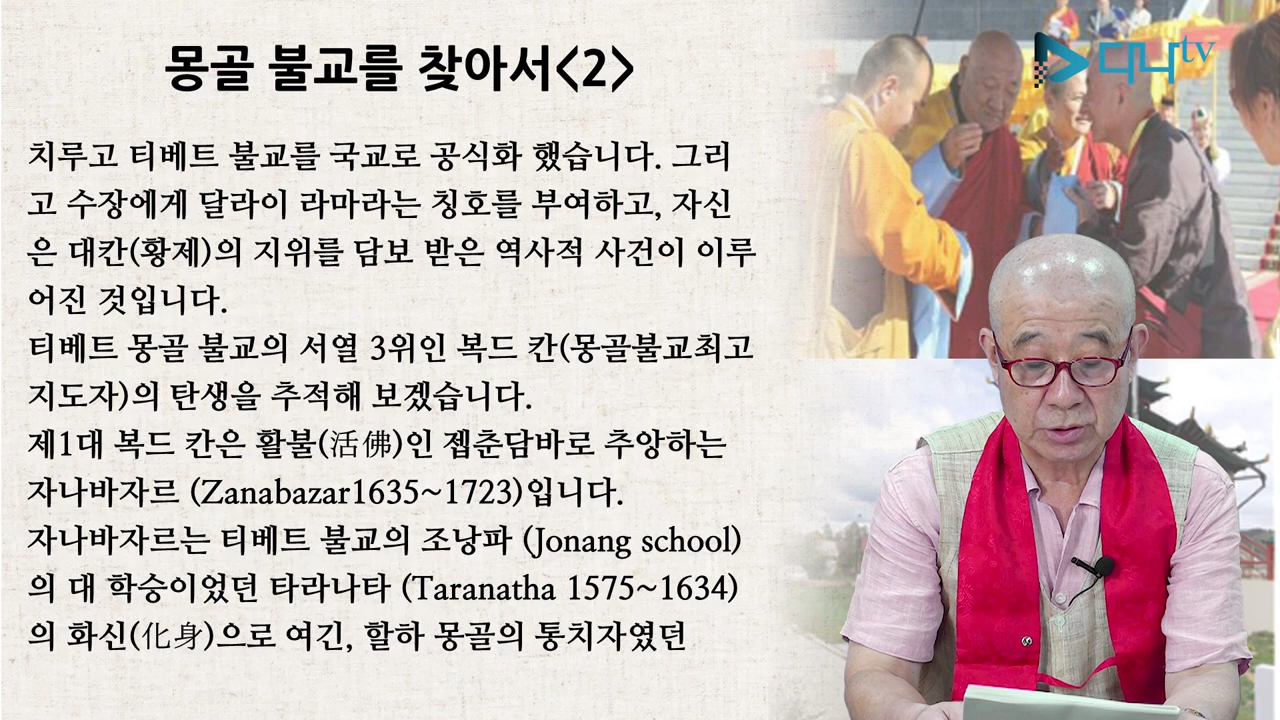 몽골 불교를 찾아서<2>
치루고 티베트 불교를 국교로 공식화 했습니다. 그리
고 수장에게 달라이 라마라는 칭호를 부여하고, 자신
은 대칸(황제)의 지위를 담보 받은 역사적 사건이 이루
어진 것입니다.
티베트 몽골 불교의 서열 3위인 복드 칸(몽골불교최고
지도자)의 탄생을 추적해 보겠습니다.
제1대 복드 칸은 활불(活佛)인 젭춘담바로 추앙하는
자나바자르 (Zanabazar1635~1723)입니다.
자나바자르는 티베트 불교의 조낭파 (Jonang school)
의 대 학승이었던 타라나타 (Taranatha 1575~1634)
의 화신(化身)으로 여긴, 할하 몽골의 통치자였던
tv